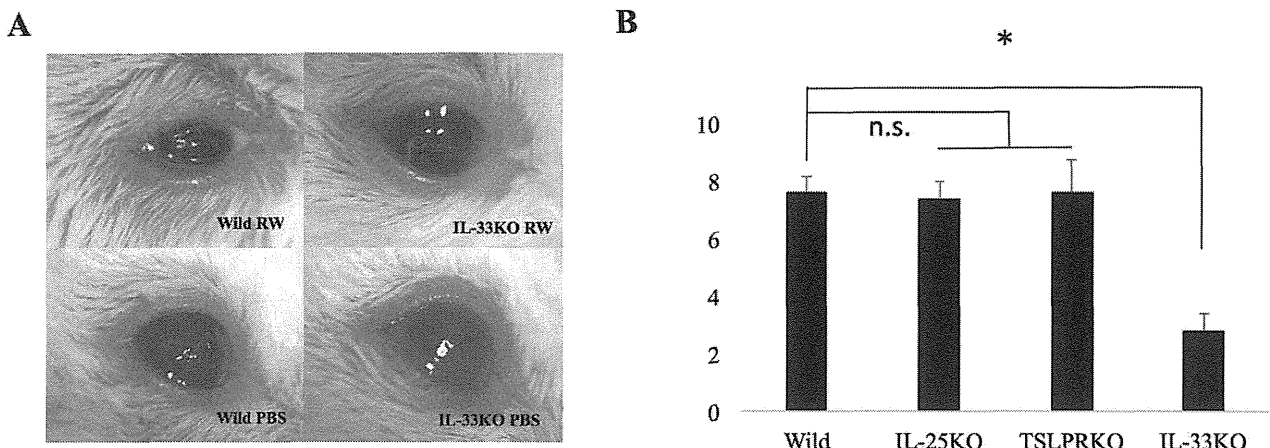 A
Wild RW
IL-33KO RW
Wild PBS
IL-33KO PBS
B
*
n.s.
10
8
6
4
2
0
Wild
IL-25KO
TSLPRKO
IL-33KO